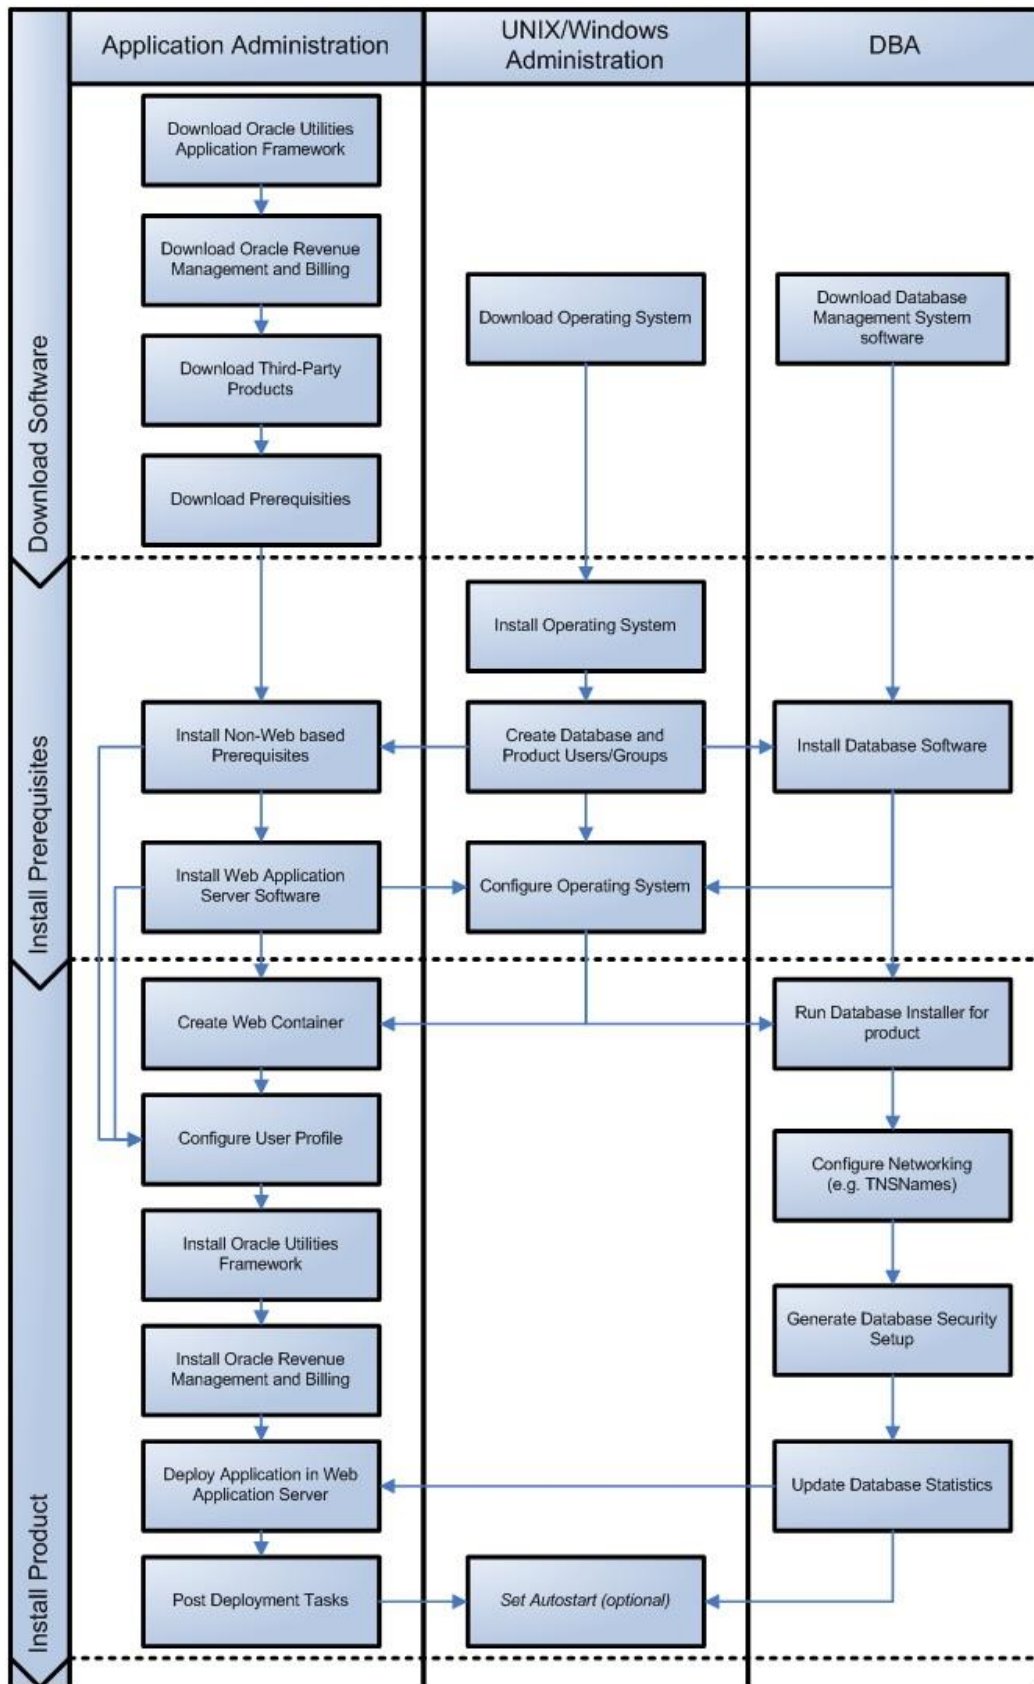 Application Administration
UNIX/Windows
Administration
DBA
Download Software
Download Oracle Utilities
Application Framework
Download Oracle Revenue
Management and Billing
Download Operating System
Download Database
Management System
software
Download Third-Party
Products
Download Prerequisities
Install Prerequisites
Install Operating System
Install Non-Web based
Prerequisites
Create Database and
Product Users/Groups
Install Database Software
Install Web Application
Server Software
Configure Operating System
Install Product
Create Web Container
Run Database Installer for
product
Configure User Profile
Configure Networking
(e.g. TNSNames)
Install Oracle Utilities
Framework
Generate Database Security
Setup
Install Oracle Revenue
Management and Billing
Deploy Application in Web
Application Server
Update Database Statistics
Post Deployment Tasks
Set Autostart (optional)